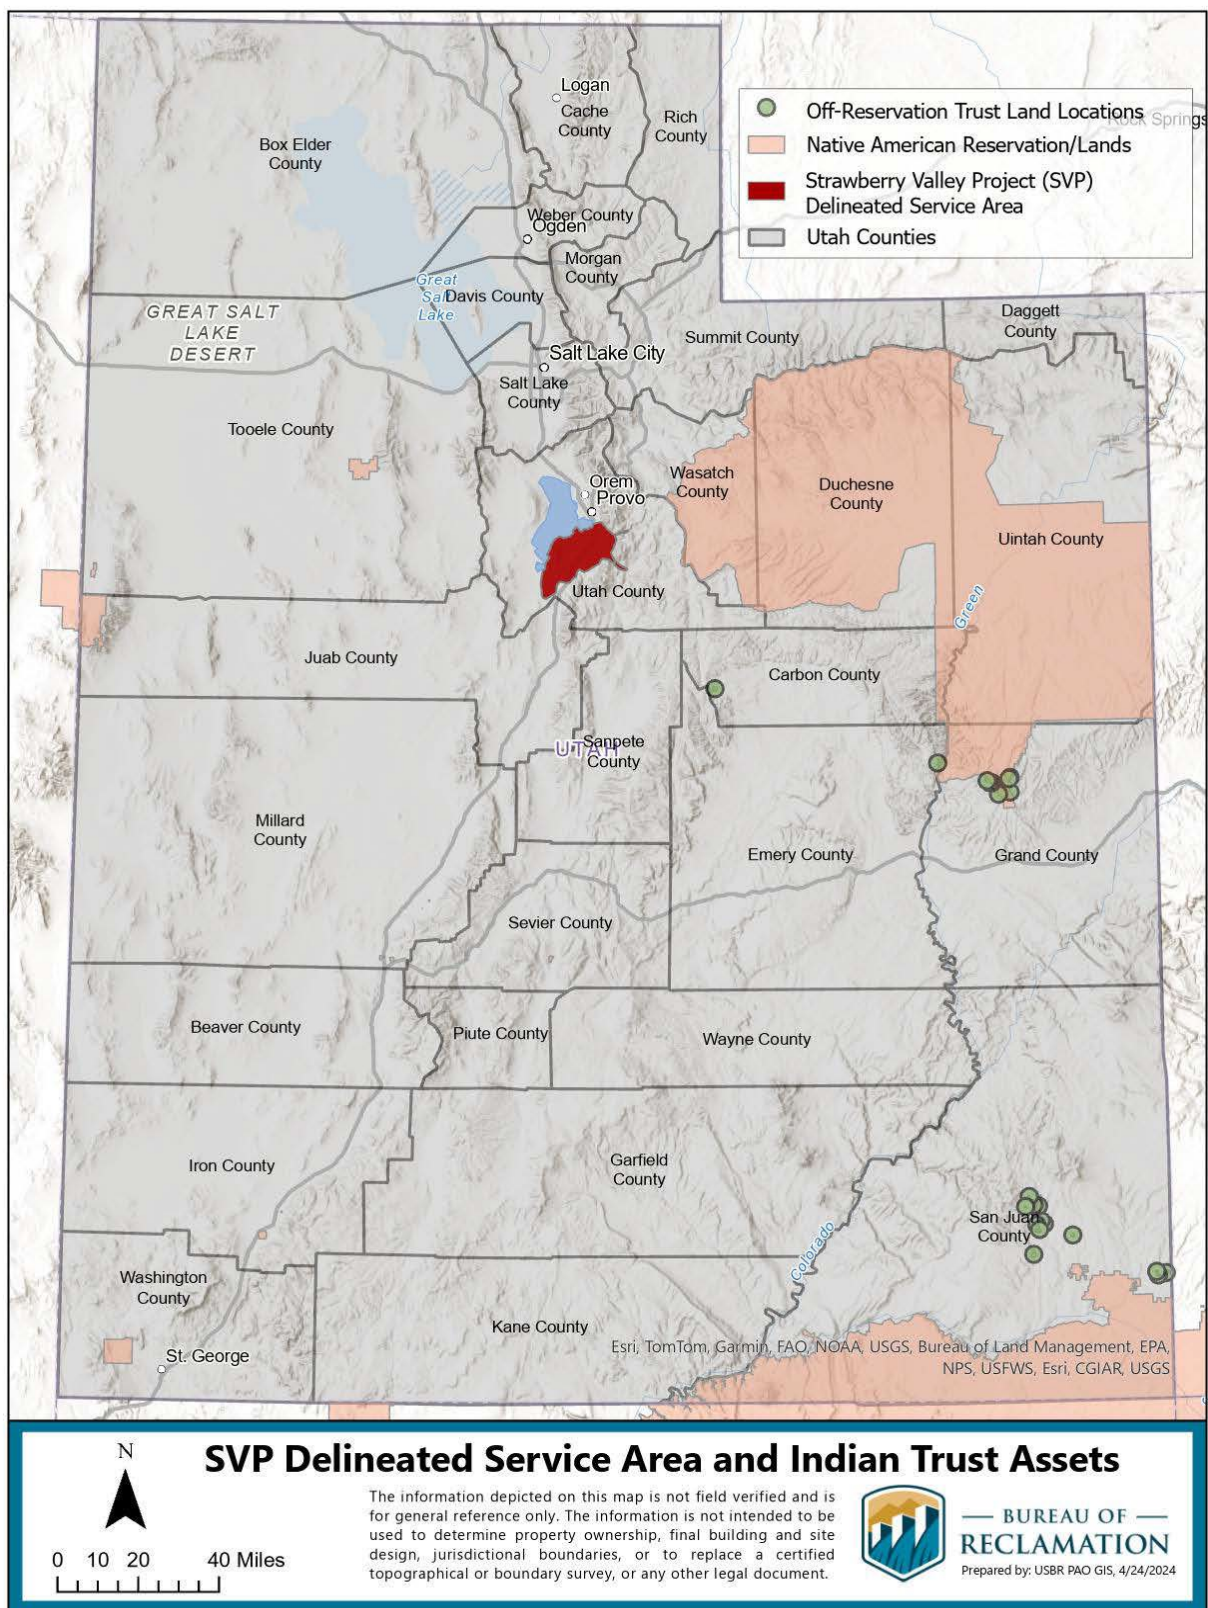 Logan
Cache
County
Rich
County
Box Elder
County
Weber County
Ogden
Morgan
County
Great
Salt
Lake
Davis County
GREAT SALT
LAKE
DESERT
Off-Reservation Trust Land Locations
Rock Springs
Native American Reservation/Lands
Strawberry Valley Project (SVP)
Delineated Service Area
Utah Counties
Daggett
County
Summit County
Salt Lake City
Salt Lake
County
Tooele County
Wasatch
County
Duchesne
County
Orem
Provo
Uintah County
Utah County
Green
Juab County
Carbon County
UTAH
Sanpete
County
Millard
County
Emery County
Grand County
Sevier County
Beaver County
Piute County
Wayne County
Iron County
Garfield
County
San Juan
County
Colorado
Washington
County
Kane County
St. George
Esri, TomTom, Garmin, FAO, NOAA, USGS, Bureau of Land Management, EPA,
NPS, USFWS, Esri, CGIAR, USGS
N
0 10 20 40 Miles
SVP Delineated Service Area and Indian Trust Assets
The information depicted on this map is not field verified and is
for general reference only. The information is not intended to be
used to determine property ownership, final building and site
design, jurisdictional boundaries, or to replace a certified
topographical or boundary survey, or any other legal document.
BUREAU OF
RECLAMATION
Prepared by: USBR PAO GIS, 4/24/2024